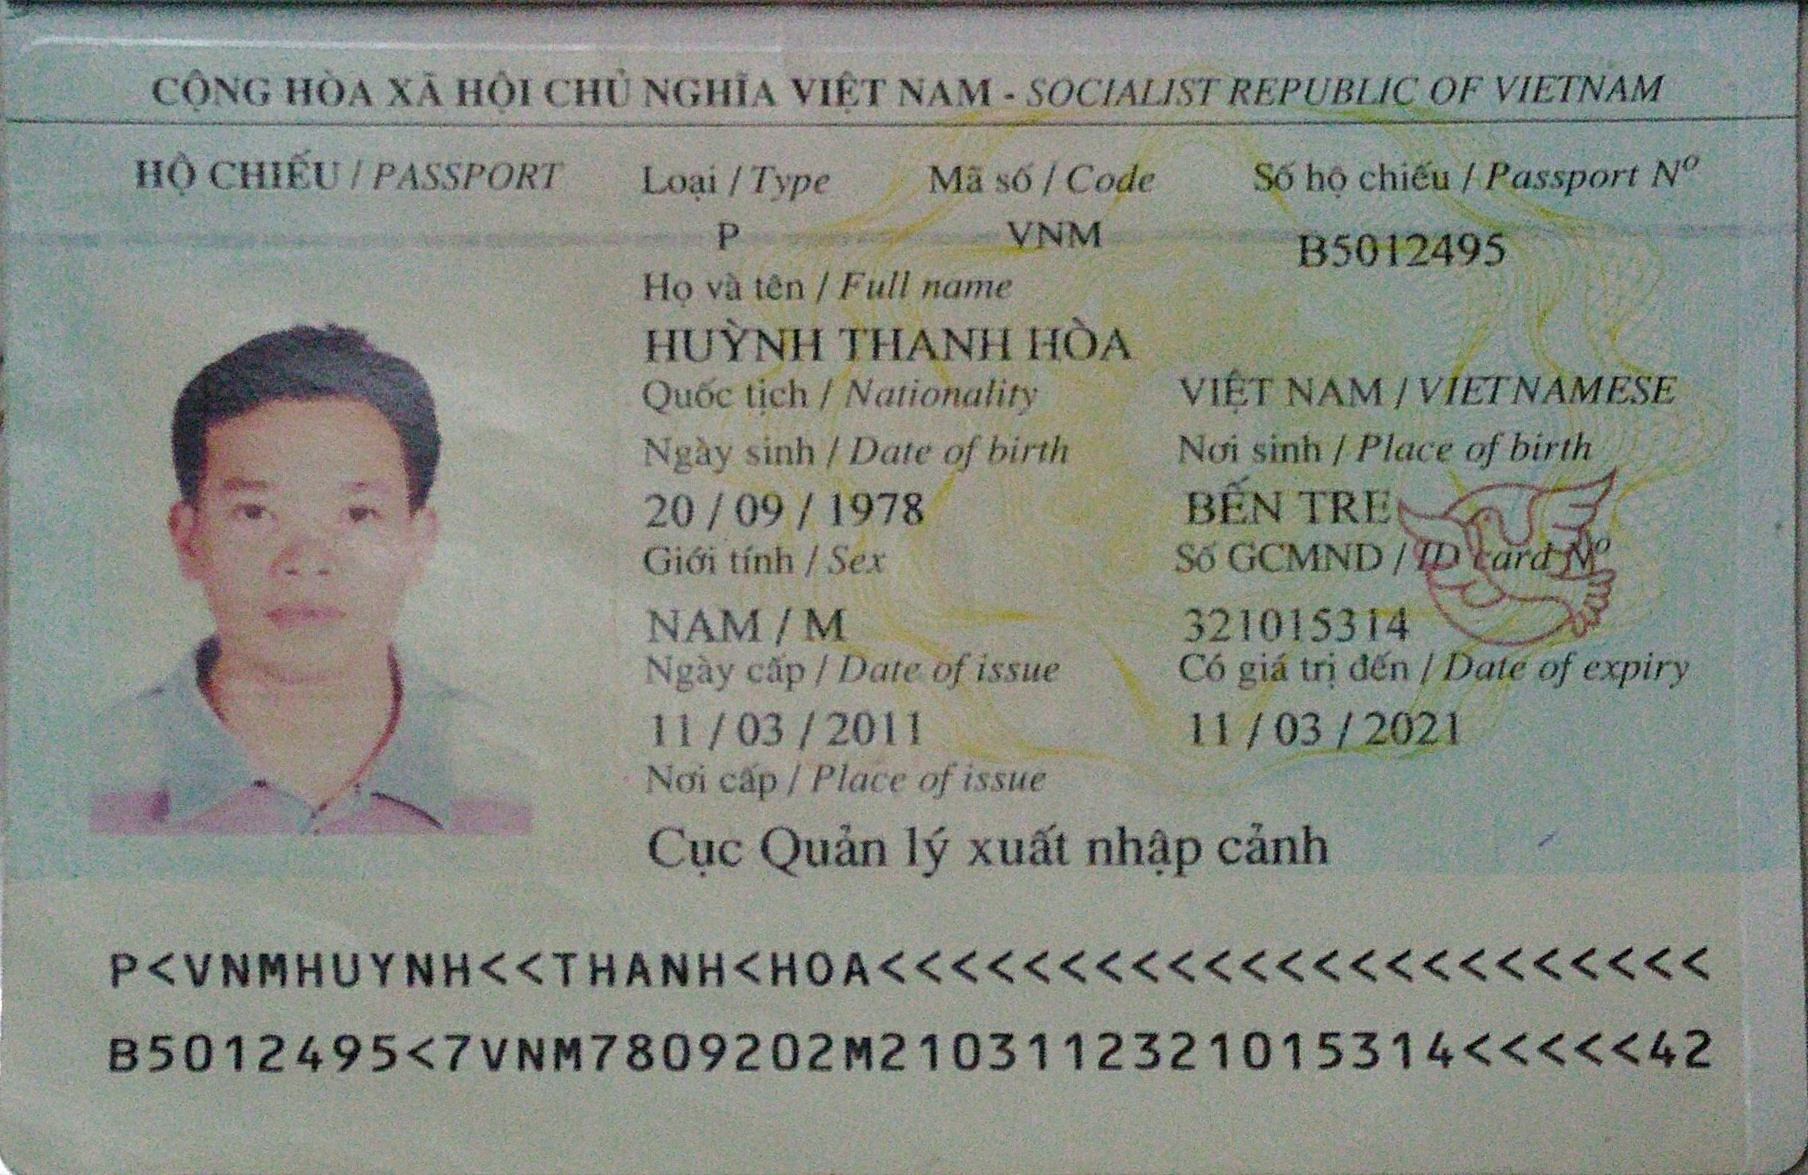 CỘNG HÒA XÃ HỘI CHỦ NGHĨA VIỆT NAM - SOCIALIST REPUBLIC OF VIETNAM
HỘ CHIẾU / PASSPORT Loại / Type Mã số / Code Số hộ chiếu / Passport Nº
P VNM B5012495
Họ và tên / Full name
HUỲNH THANH HÒA
Quốc tịch / Nationality VIỆT NAM / VIETNAMESE
Ngày sinh / Date of birth Nơi sinh / Place of birth
20 / 09 / 1978 BẾN TRE
Giới tính / Sex Số GCMND / ID card Nº
NAM / M 321015314
Ngày cấp / Date of issue Có giá trị đến / Date of expiry
11 / 03 / 2011 11 / 03 / 2021
Nơi cấp / Place of issue
Cục Quản lý xuất nhập cảnh
P<VNMHUYNH<<THANH<HOA<<<<<<<<<<<<<<<<<<<<<<<
B5012495<7VNM7809202M2103112321015314<<<<<42